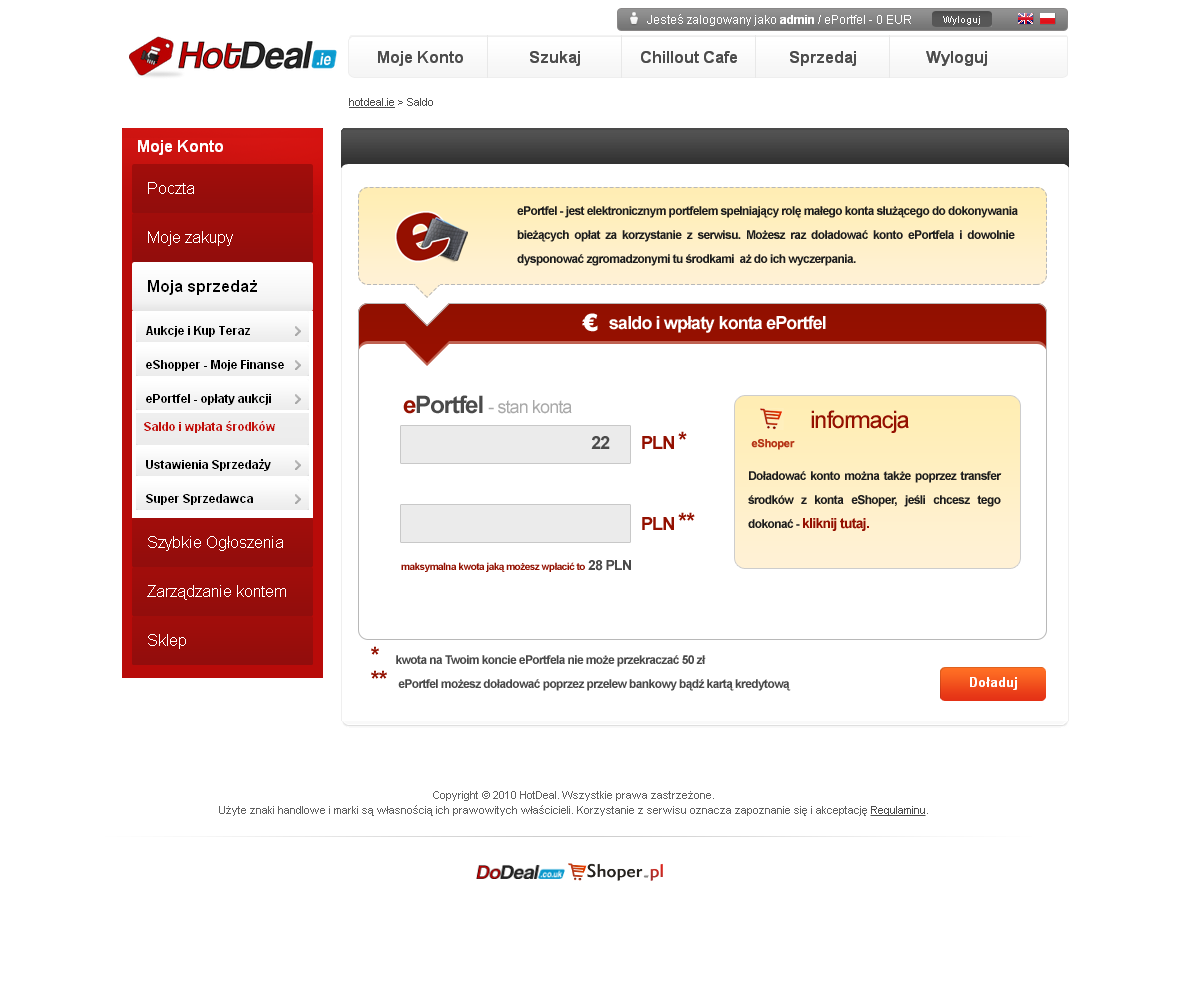 Jesteś zalogowany jako admin / ePortfel - 0 EUR Wyloguj
HotDeal.ie
Moje Konto Szukaj Chillout Cafe Sprzedaj Wyloguj
hotdeal.ie > Saldo
Moje Konto
Poczta
Moje zakupy
Moja sprzedaż
Aukcje i Kup Teraz
eShopper - Moje Finanse
ePortfel - opłaty aukcji
Saldo i wpłata środków
Ustawienia Sprzedaży
Super Sprzedawca
Szybkie Ogłoszenia
Zarządzanie kontem
Sklep
ePortfel - jest elektronicznym portfelem spełniający rolę małego konta służącego do dokonywania
bieżących opłat za korzystanie z serwisu. Możesz raz doładować konto ePortfela i dowolnie
dysponować zgromadzonymi tu środkami aż do ich wyczerpania.
€ saldo i wpłaty konta ePortfel
ePortfel - stan konta
22 PLN *
PLN **
maksymalna kwota jaką możesz wpłacić to 28 PLN
eShoper
informacja
Doładować konto można także poprzez transfer
środków z konta eShoper, jeśli chcesz tego
dokonać - kliknij tutaj.
* kwota na Twoim koncie ePortfela nie może przekraczać 50 zł
** ePortfel możesz doładować poprzez przelew bankowy bądź kartą kredytową
Doładuj
Copyright © 2010 HotDeal. Wszystkie prawa zastrzeżone.
Użyte znaki handlowe i marki są własnością ich prawowitych właścicieli. Korzystanie z serwisu oznacza zapoznanie się i akceptację Regulaminu.
DoDeal.co.uk Shoper.pl